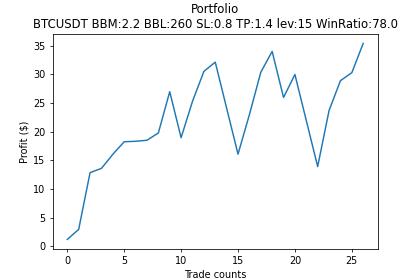 Portfolio
BTCUSDT BBM:2.2 BBL:260 SL:0.8 TP:1.4 lev:15 WinRatio:78.0
35
30
25
20
15
10
5
0
Profit ($)
0 5 10 15 20 25
Trade counts